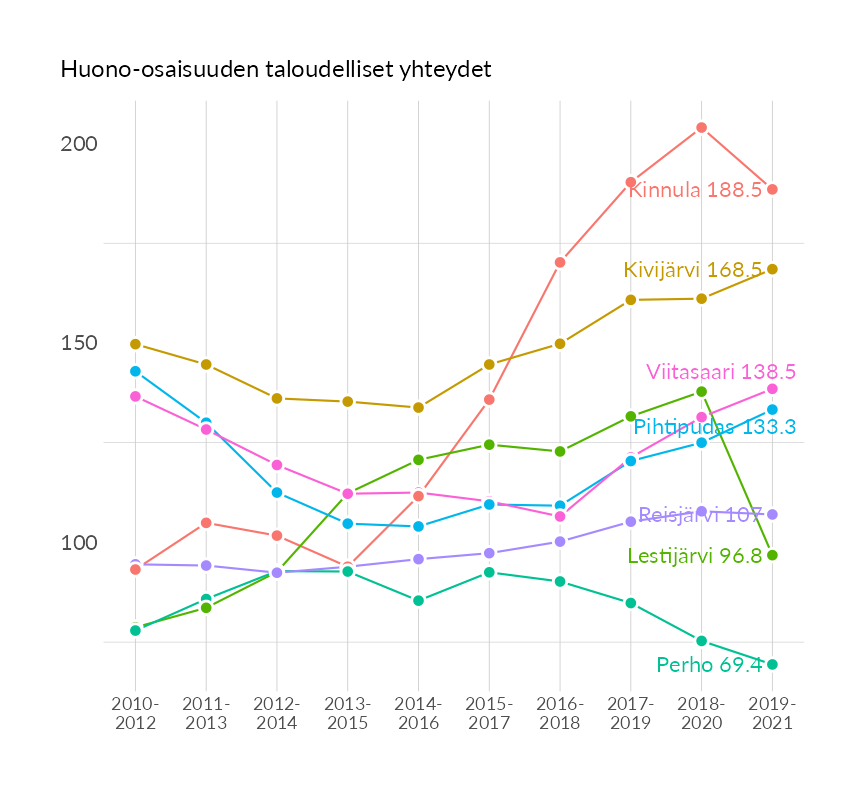 Huono-osaisuuden taloudelliset yhteydet
200
Kinnula 188.5
Kivijärvi 168.5
150
Viitasaari 138.5
Pihtipudas 133.3
Reisjärvi 107
100
Lestijärvi 96.8
Perho 69.4
2010- 2011- 2012- 2013- 2014- 2015- 2016- 2017- 2018- 2019-
2012 2013 2014 2015 2016 2017 2018 2019 2020 2021